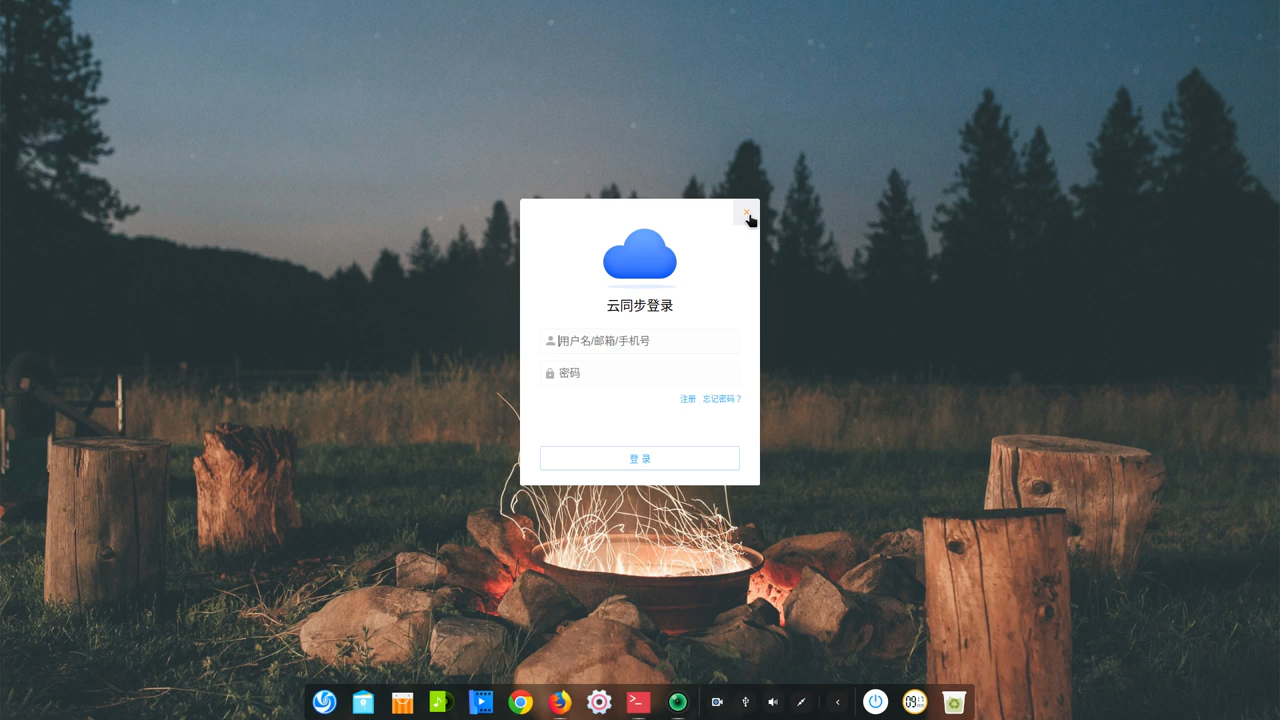 云同步登录
用户名/邮箱/手机号
密码
注册 忘记密码？
登 录